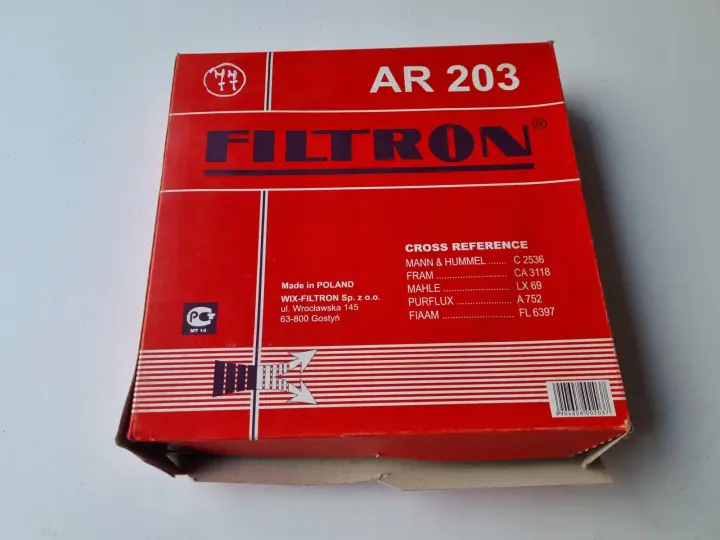 77
AR 203
FILTRON®
CROSS REFERENCE
MANN & HUMMEL ...... C 2536
FRAM .......................... CA 3118
MAHLE ........................ LX 69
PURFLUX ..................... A 752
FIAAM .......................... FL 6397
Made in POLAND
WIX-FILTRON Sp. z o.o.
ul. Wrocławska 145
63-800 Gostyń